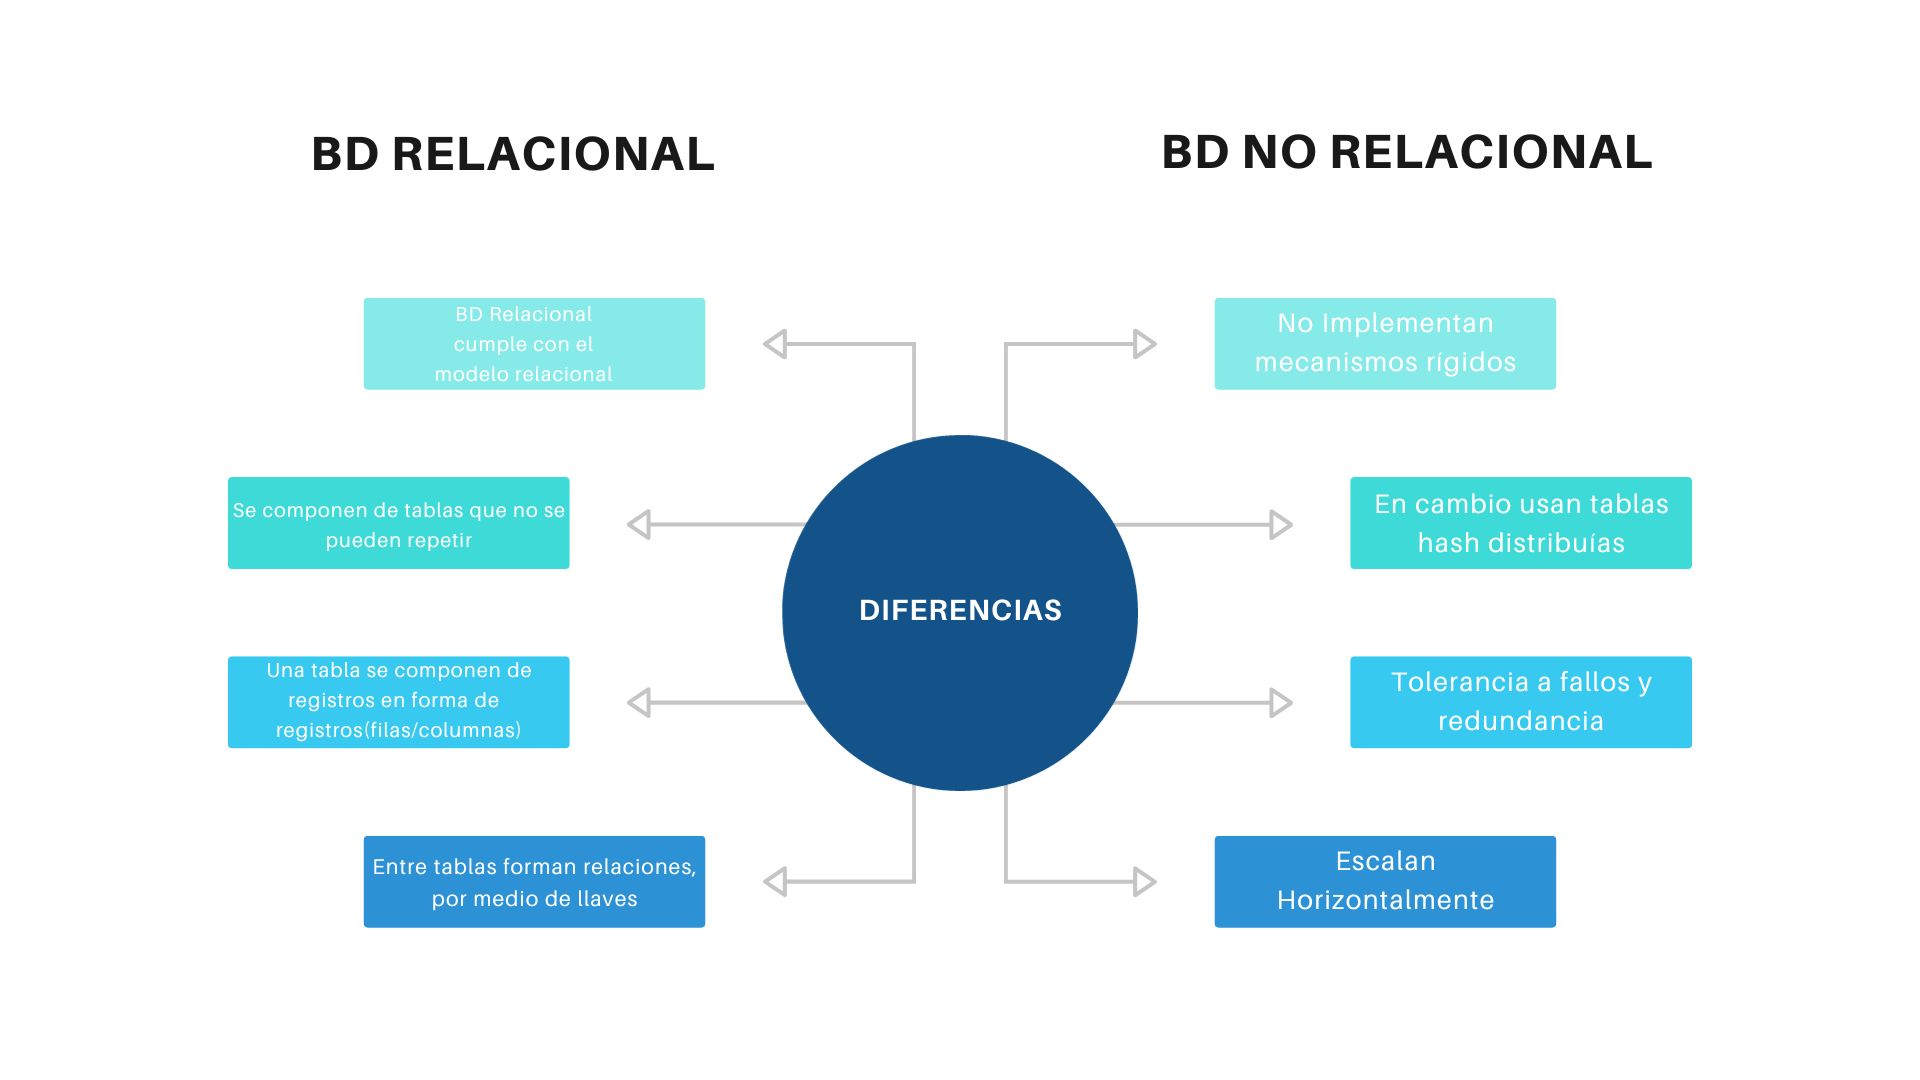 BD RELACIONAL
BD NO RELACIONAL
BD Relacional
cumple con el
modelo relacional
Se componen de tablas que no se
pueden repetir
Una tabla se componen de
registros en forma de
registros(filas/columnas)
Entre tablas forman relaciones,
por medio de llaves
DIFERENCIAS
No Implementan
mecanismos rígidos
En cambio usan tablas
hash distribuías
Tolerancia a fallos y
redundancia
Escalan
Horizontalmente